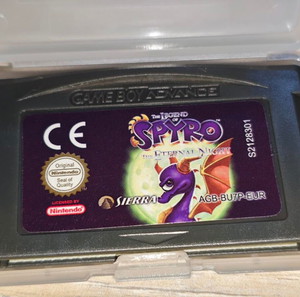 GAME BOY ADVANCE
CE
THE LEGEND
OF
SPYRO
THE ETERNAL NIGHT
S2128301
Original
Nintendo
Seal of Quality
LICENSED BY
Nintendo
SIERRA
AGB-BU7P-EUR